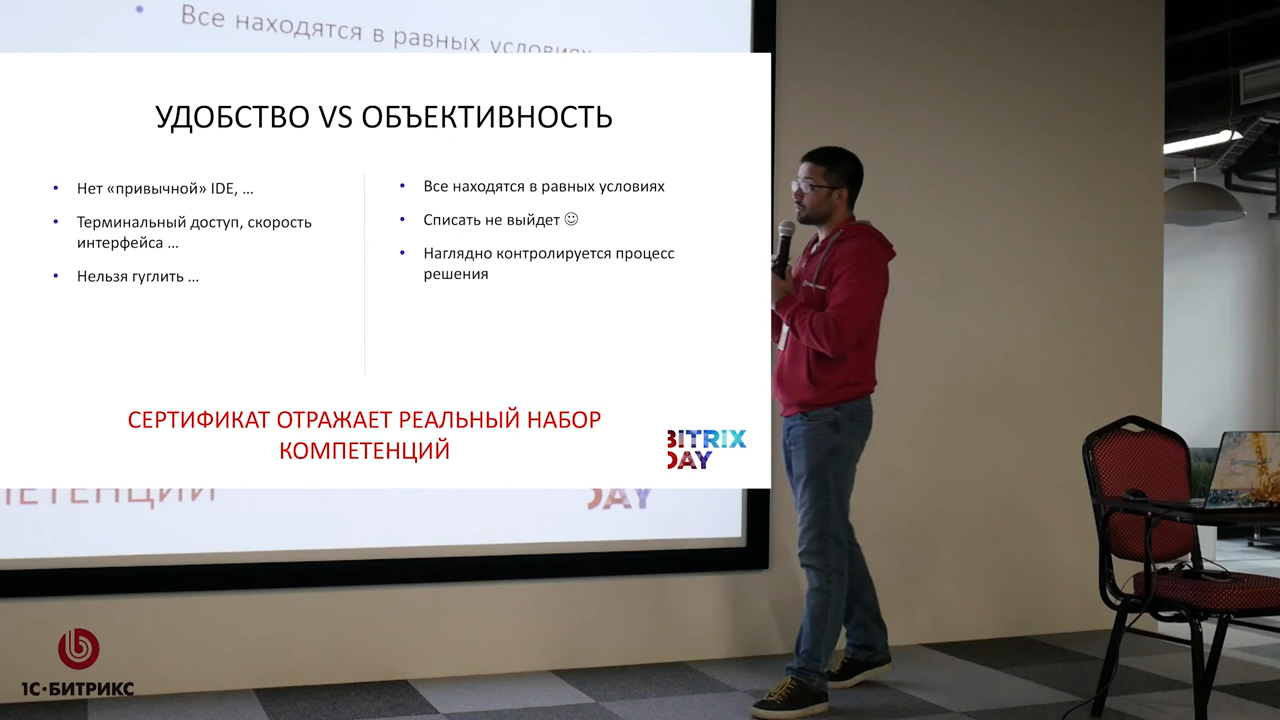 Все находятся в равных условиях
УДОБСТВО VS ОБЪЕКТИВНОСТЬ
• Нет «привычной» IDE, ...
• Терминальный доступ, скорость
интерфейса ...
• Нельзя гуглить ...
• Все находятся в равных условиях
• Списать не выйдет ☺
• Наглядно контролируется процесс
решения
СЕРТИФИКАТ ОТРАЖАЕТ РЕАЛЬНЫЙ НАБОР
КОМПЕТЕНЦИЙ
BITRIX
DAY
ПЕТЕНЦИЙ
DAY
1С·БИТРИКС